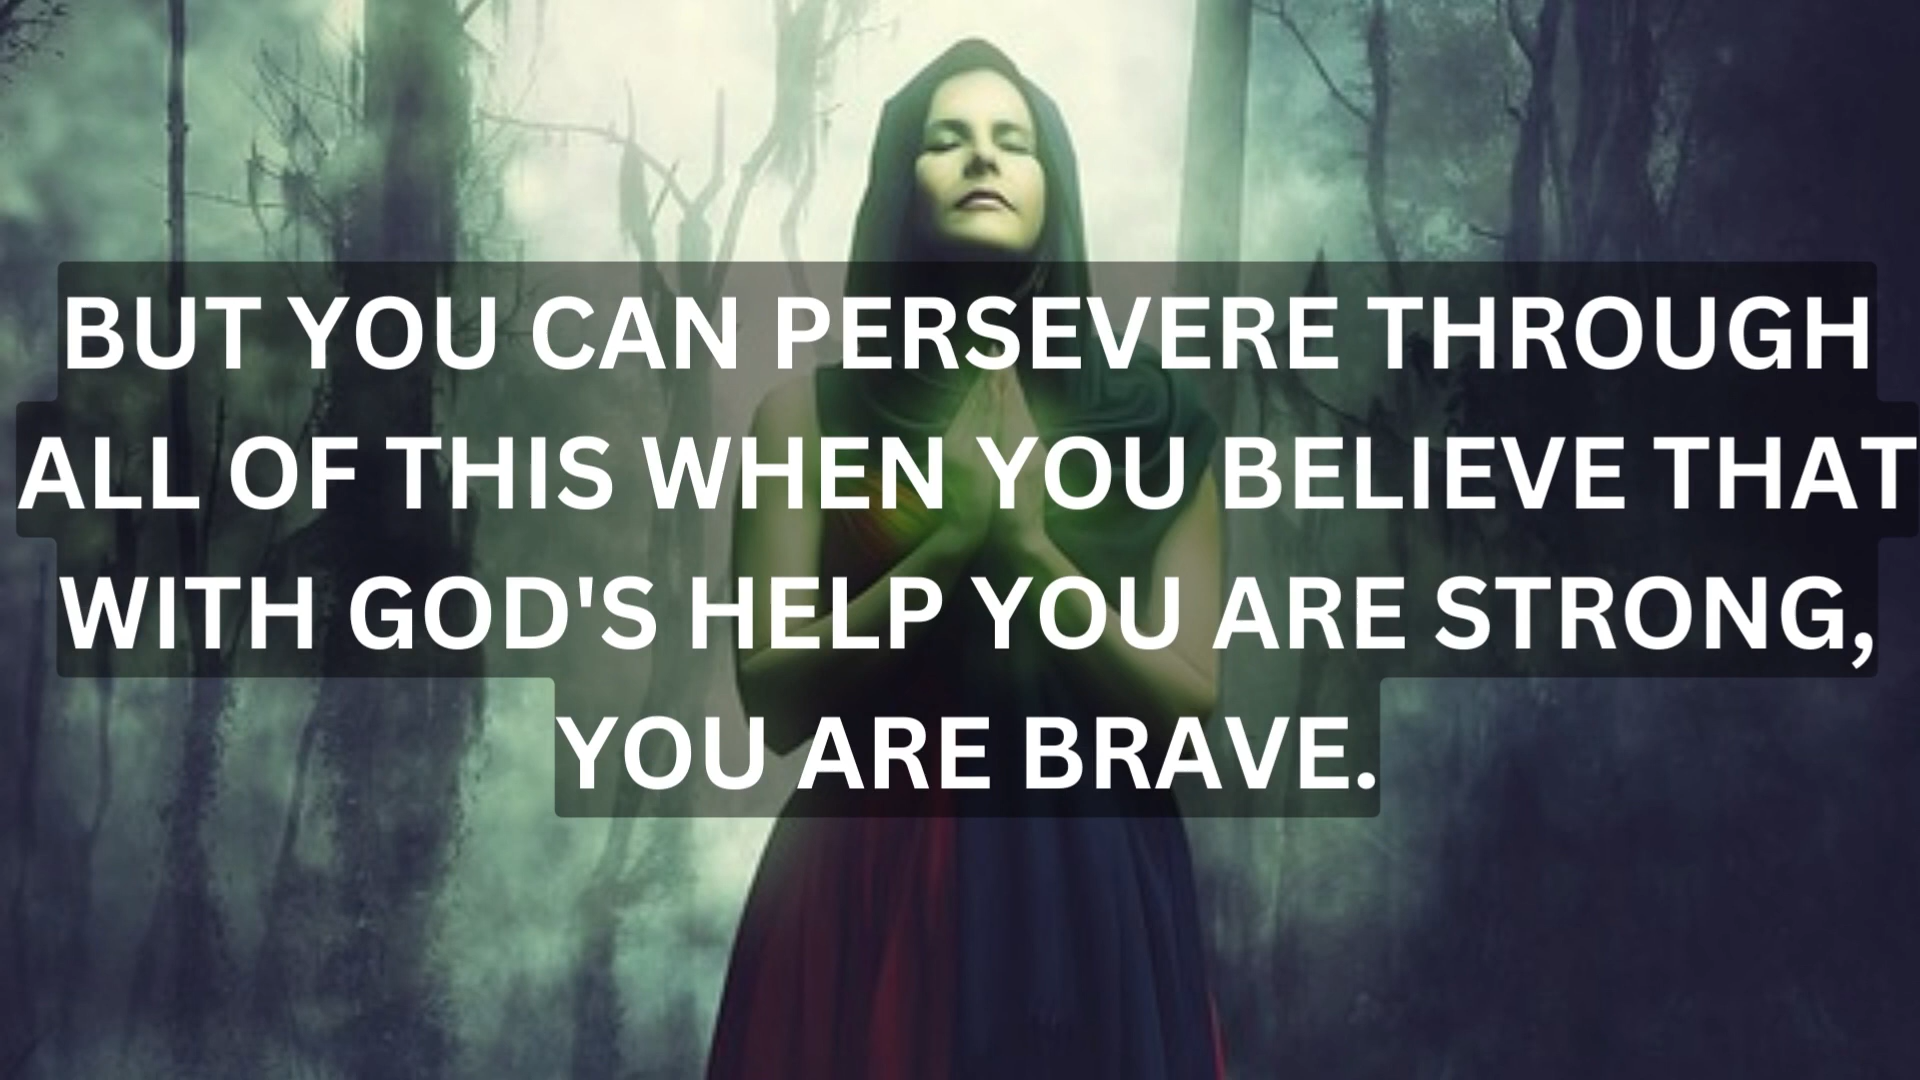 BUT YOU CAN PERSEVERE THROUGH
ALL OF THIS WHEN YOU BELIEVE THAT
WITH GOD'S HELP YOU ARE STRONG,
YOU ARE BRAVE.